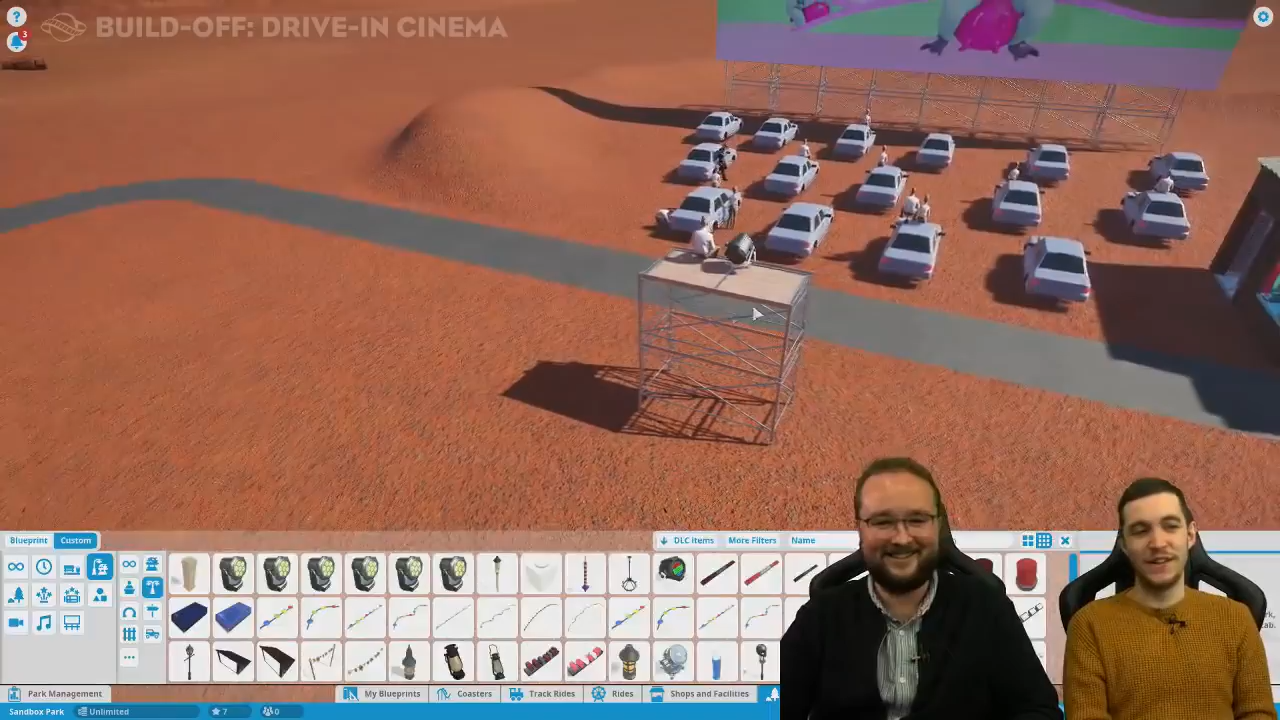 ?
BUILD-OFF: DRIVE-IN CINEMA
3
Blueprint Custom
DLC items More Filters Name
Park Management My Blueprints Coasters Track Rides Rides Shops and Facilities
Sandbox Park Unlimited 7 0